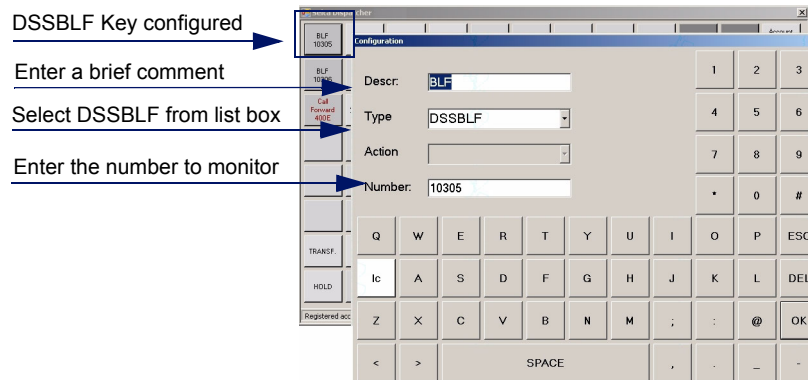 DSSBLF Key configured
Enter a brief comment
Select DSSBLF from list box
Enter the number to monitor
BLF
10305
BLF
Call
Forward
400E
TRANSF.
HOLD
Registered acc
Configuration
Descr: BLF
Type DSSBLF
Action
Number: 10305
1 2 3
4 5 6
7 8 9
* 0 #
Q W E R T Y U I O P ESC
lc A S D F G H J K L DEL
Z X C V B N M ; : @ OK
< > SPACE , . _ -